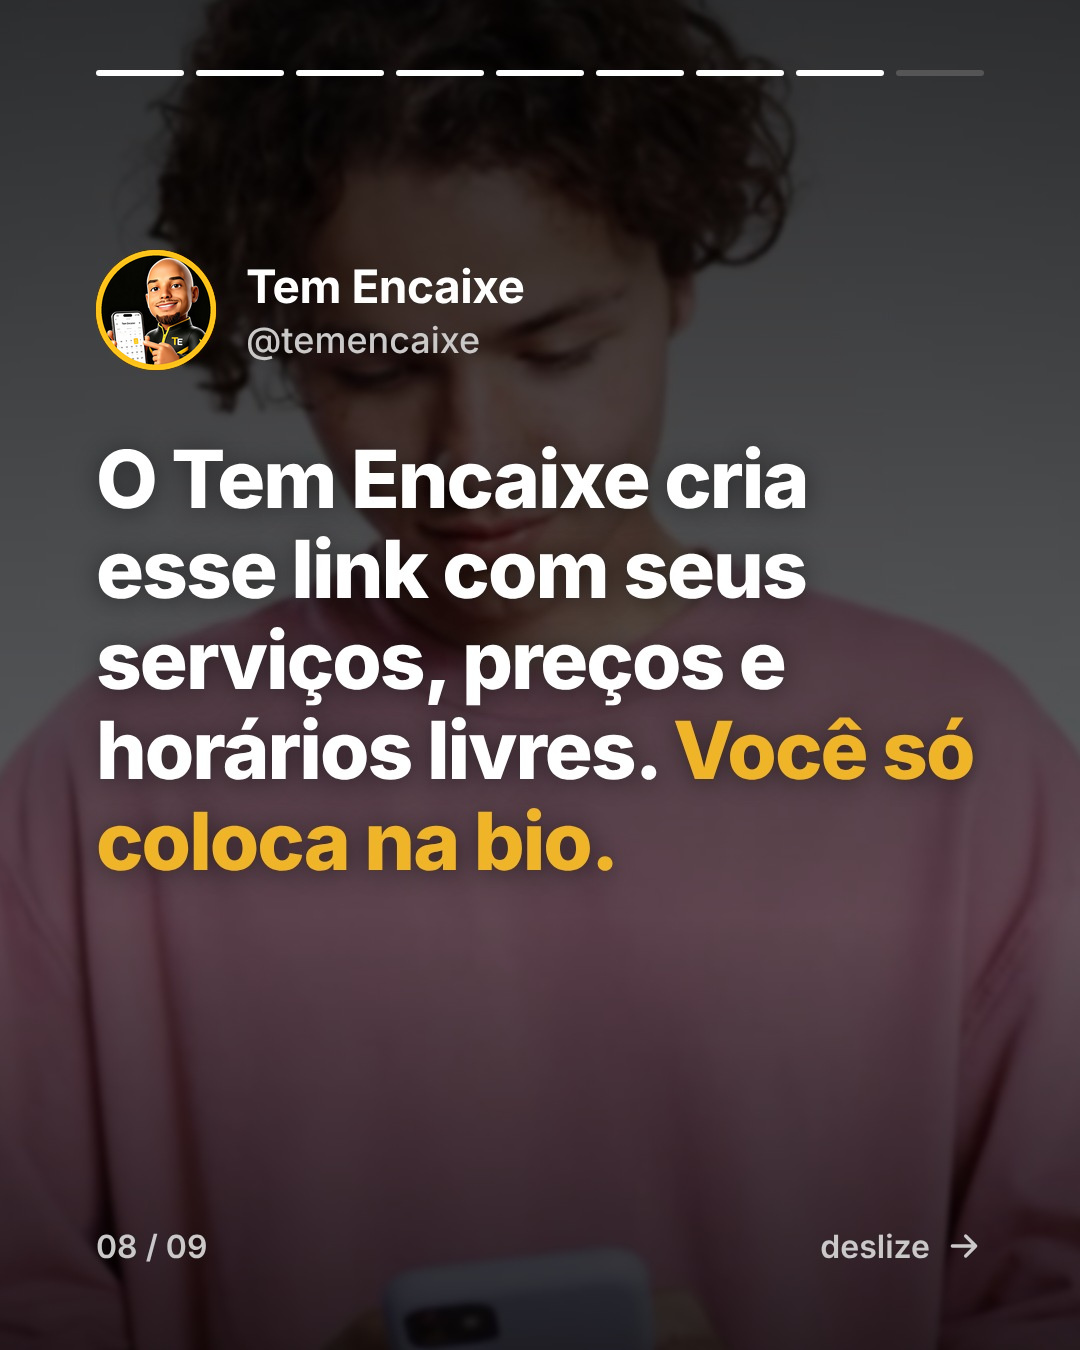 Tem Encaixe
@temencaixe
O Tem Encaixe cria
esse link com seus
serviços, preços e
horários livres. Você só
coloca na bio.
08 / 09
deslize →